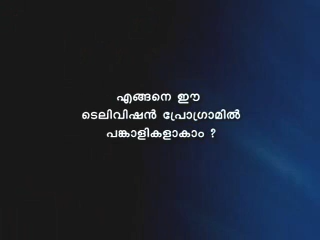 എങ്ങനെ ഈ
ടെലിവിഷൻ പ്രോഗ്രാമിൽ
പങ്കാളികളാകാം ?